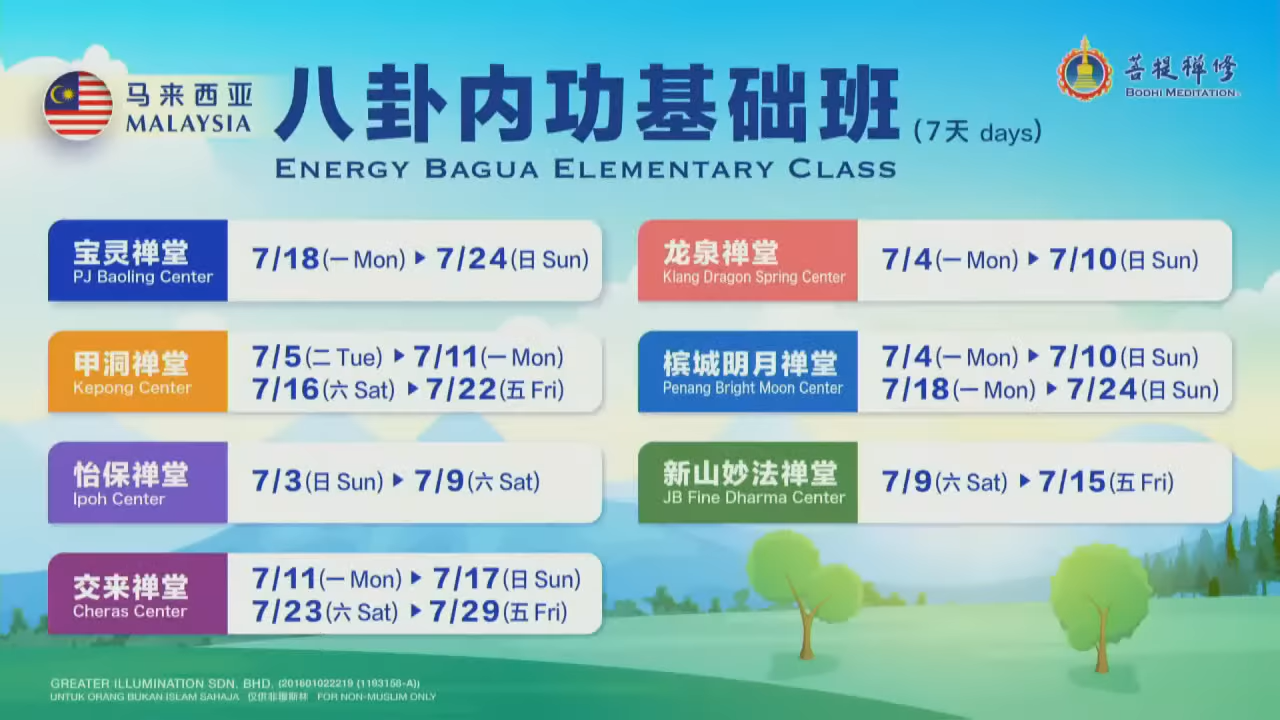 马来西亚
MALAYSIA
八卦内功基础班 (7天 days)
ENERGY BAGUA ELEMENTARY CLASS
菩提禅修
BODHI MEDITATION
宝灵禅堂
PJ Baoling Center
7/18(一 Mon) ▶ 7/24(日 Sun)
龙泉禅堂
Klang Dragon Spring Center
7/4(一 Mon) ▶ 7/10(日 Sun)
甲洞禅堂
Kepong Center
7/5(二 Tue) ▶ 7/11(一 Mon)
7/16(六 Sat) ▶ 7/22(五 Fri)
槟城明月禅堂
Penang Bright Moon Center
7/4(一 Mon) ▶ 7/10(日 Sun)
7/18(一 Mon) ▶ 7/24(日 Sun)
怡保禅堂
Ipoh Center
7/3(日 Sun) ▶ 7/9(六 Sat)
新山妙法禅堂
JB Fine Dharma Center
7/9(六 Sat) ▶ 7/15(五 Fri)
交来禅堂
Cheras Center
7/11(一 Mon) ▶ 7/17(日 Sun)
7/23(六 Sat) ▶ 7/29(五 Fri)
GREATER ILLUMINATION SDN. BHD. (201601022219 (1193158-A))
UNTUK ORANG BUKAN ISLAM SAHAJA 仅供非穆斯林 FOR NON-MUSLIM ONLY